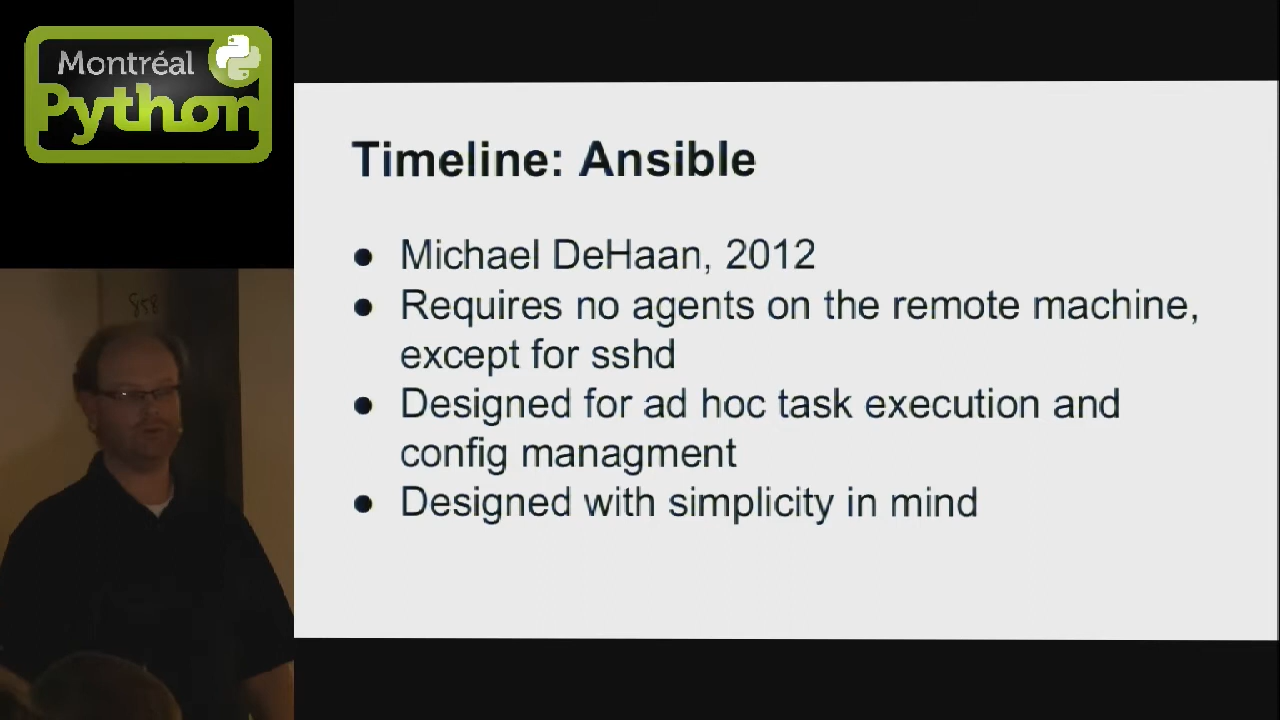 Montréal
Python
Timeline: Ansible
● Michael DeHaan, 2012
● Requires no agents on the remote machine,
except for sshd
● Designed for ad hoc task execution and
config managment
● Designed with simplicity in mind
858